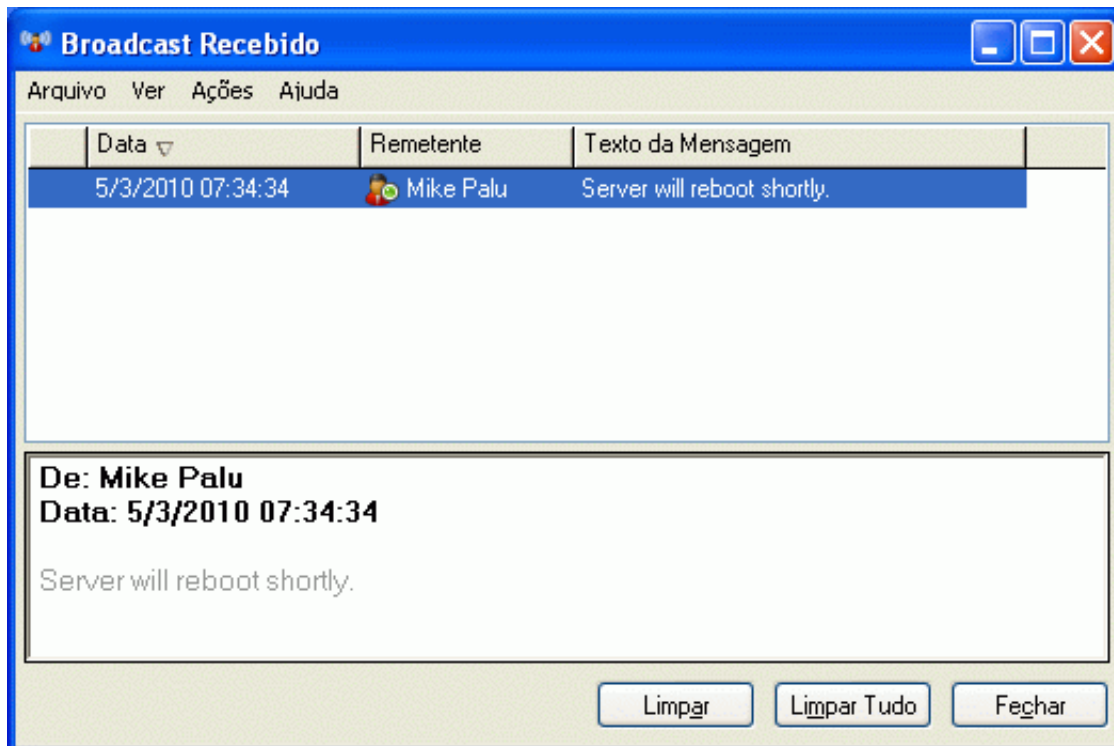 Broadcast Recebido
Arquivo Ver Ações Ajuda
Data Remetente Texto da Mensagem
5/3/2010 07:34:34 Mike Palu Server will reboot shortly.
De: Mike Palu
Data: 5/3/2010 07:34:34
Server will reboot shortly.
Limpar Limpar Tudo Fechar